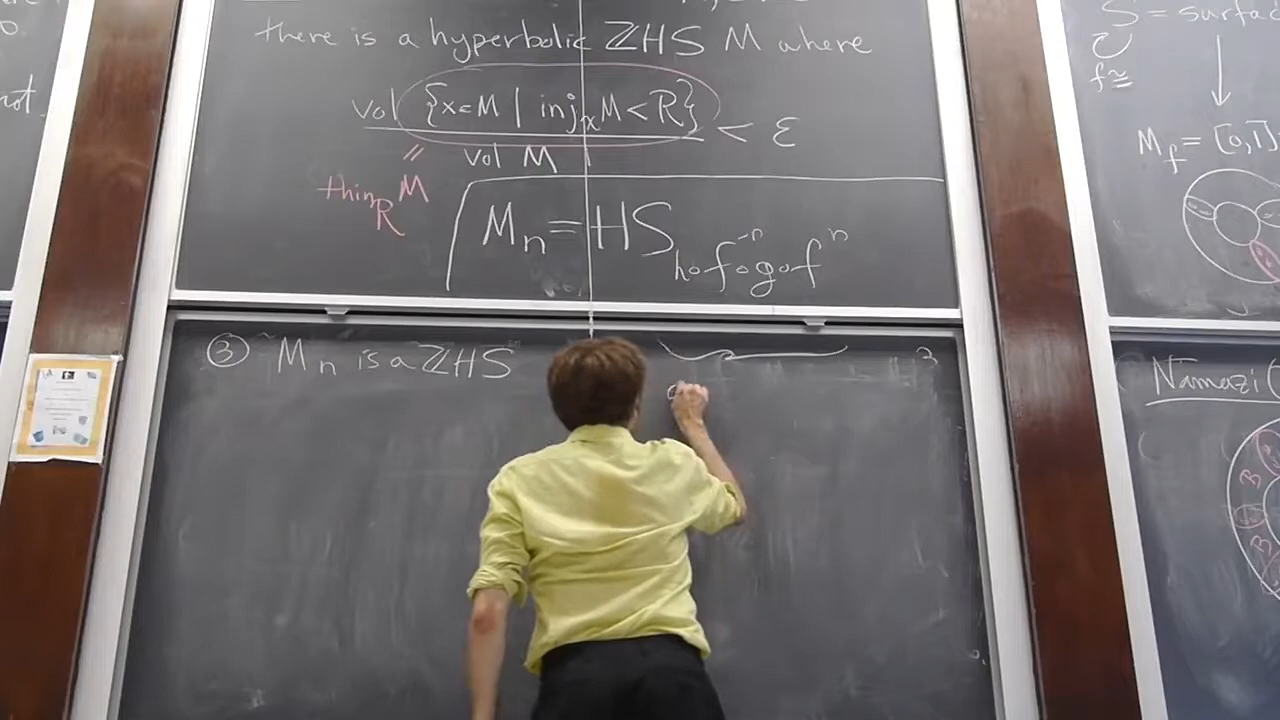 not.
there is a hyperbolic ZHS M where
vol {x∈M | inj_x M < R} < ε
vol M
thin_R M
M_n = HS_{h∘f^{-n}∘g∘f^n}
③ M_n is a ZHS
S = surfac
f ≅
M_f = [0,1]
Namazi (
B
B